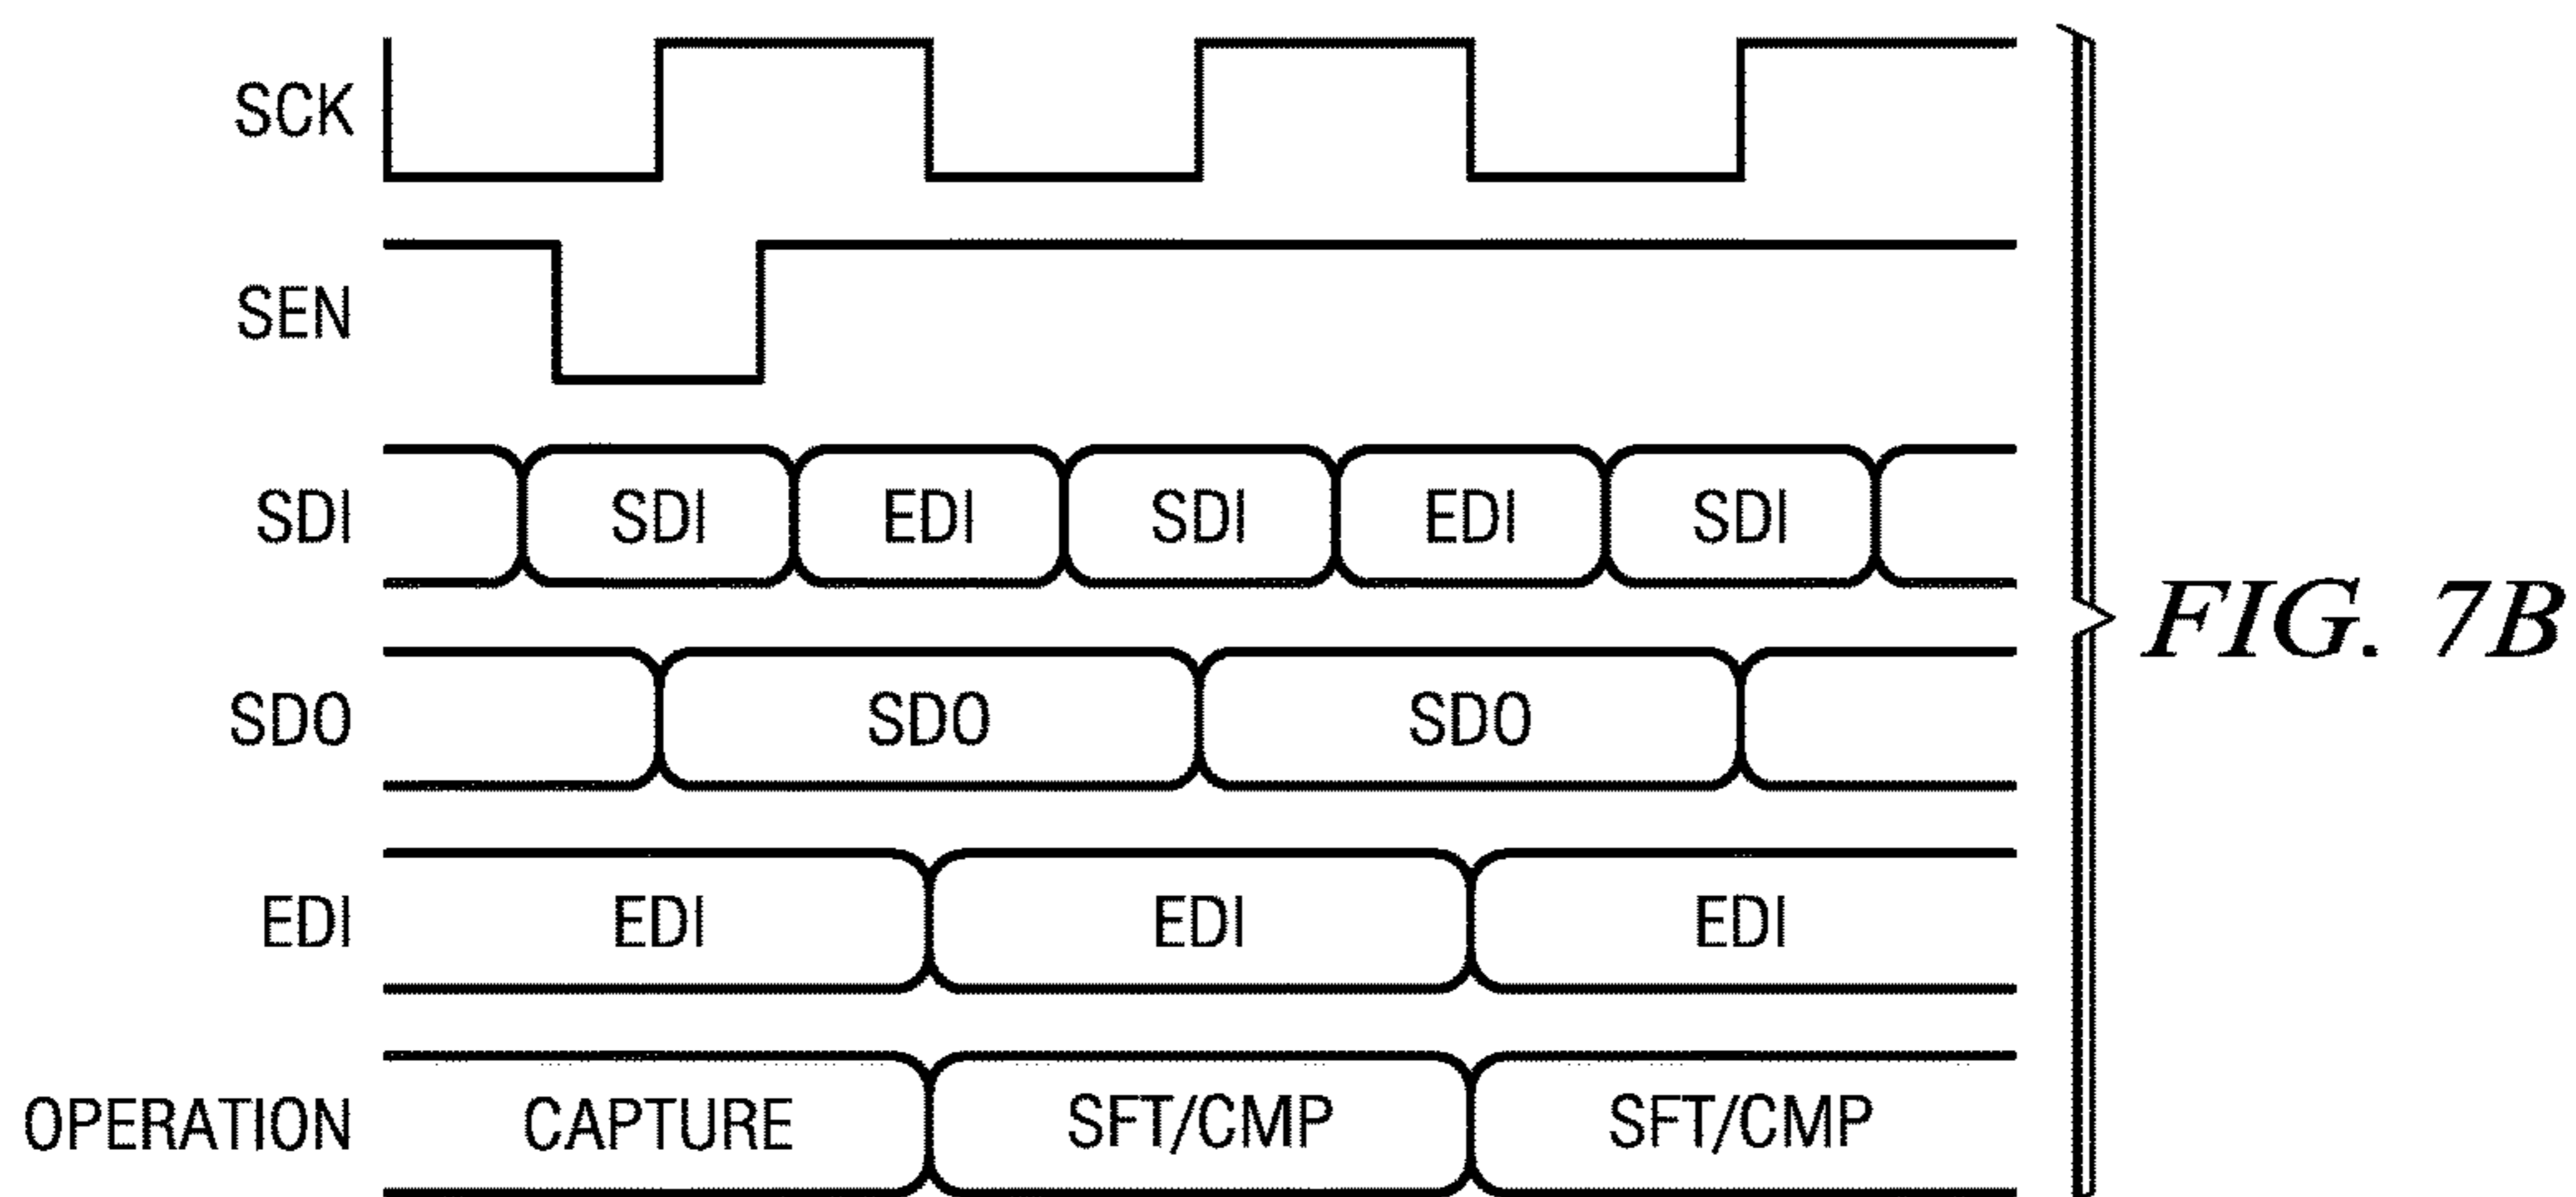 SCK
SEN
SDI SDI EDI SDI EDI SDI
SDO SDO SDO
EDI EDI EDI EDI
OPERATION CAPTURE SFT/CMP SFT/CMP
FIG. 7B